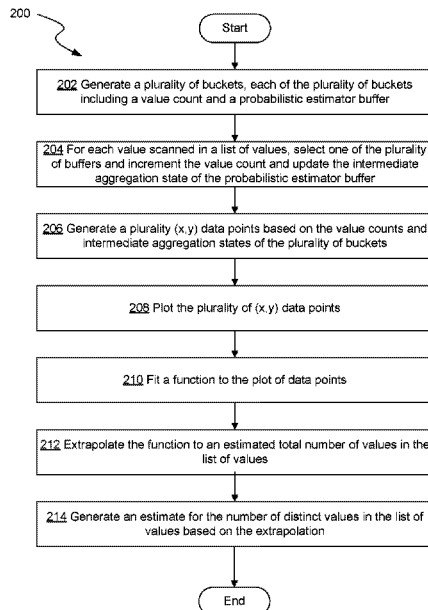 200
Start
202 Generate a plurality of buckets, each of the plurality of buckets
including a value count and a probabilistic estimator buffer
204 For each value scanned in a list of values, select one of the plurality
of buffers and increment the value count and update the intermediate
aggregation state of the probabilistic estimator buffer
206 Generate a plurality (x,y) data points based on the value counts and
intermediate aggregation states of the plurality of buckets
208 Plot the plurality of (x,y) data points
210 Fit a function to the plot of data points
212 Extrapolate the function to an estimated total number of values in the
list of values
214 Generate an estimate for the number of distinct values in the list of
values based on the extrapolation
End